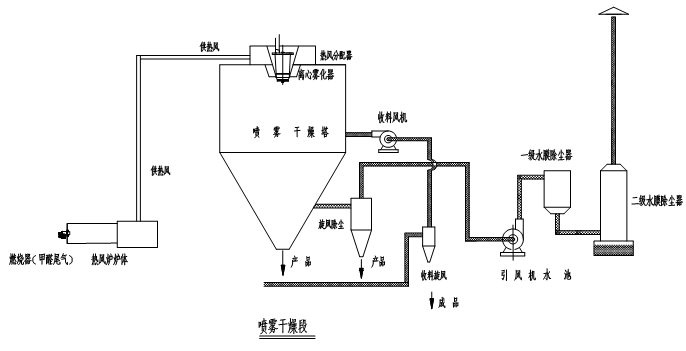 供热风
热风分配器
离心雾化器
收料风机
喷雾干燥塔
一级水膜除尘器
供热风
二级水膜除尘器
旋风除尘
燃烧器(甲醛尾气)
热风炉炉体
产品
产品
收料旋风
引风机水池
成品
喷雾干燥段